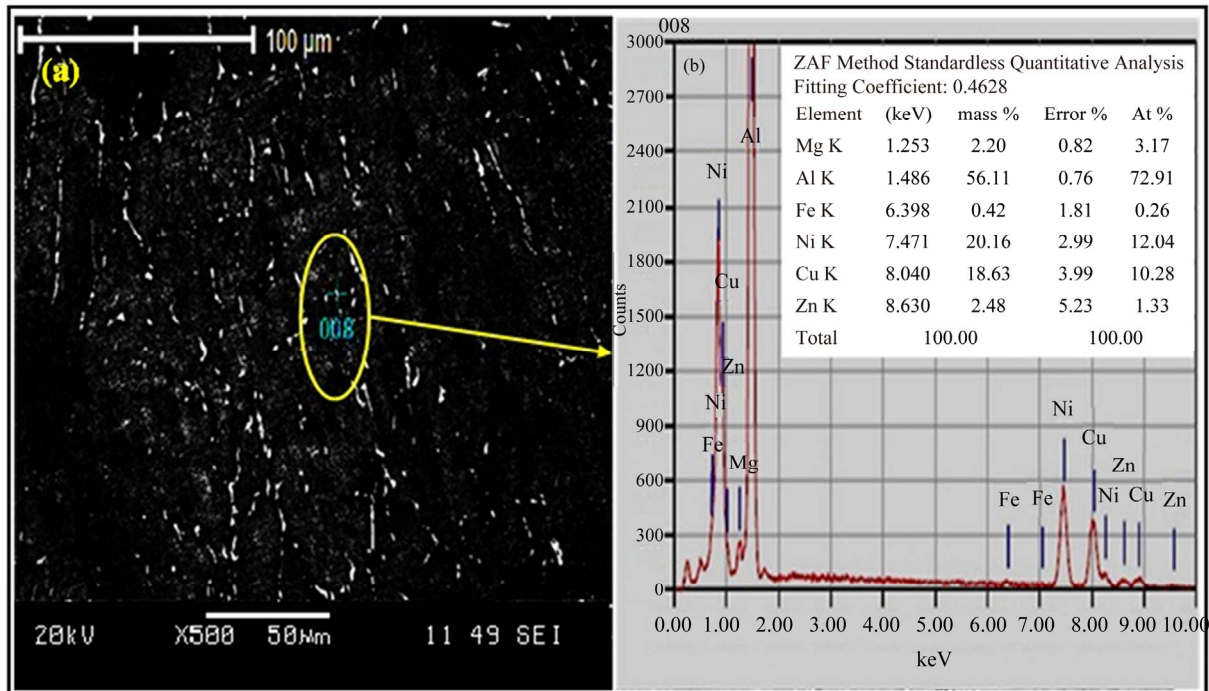 100 μm
(a)
008
20kV X500 50μm 11 49 SEI
008
(b)
ZAF Method Standardless Quantitative Analysis
Fitting Coefficient: 0.4628
Element (keV) mass % Error % At %
Mg K 1.253 2.20 0.82 3.17
Al K 1.486 56.11 0.76 72.91
Fe K 6.398 0.42 1.81 0.26
Ni K 7.471 20.16 2.99 12.04
Cu K 8.040 18.63 3.99 10.28
Zn K 8.630 2.48 5.23 1.33
Total 100.00 100.00
3000
2700
2400
2100
1800
1500
1200
900
600
300
0
Counts
Al
Ni
Cu
Zn
Ni
Fe
Mg
Ni
Cu
Zn
Fe Fe Ni Cu Zn
0.00 1.00 2.00 3.00 4.00 5.00 6.00 7.00 8.00 9.00 10.00
keV